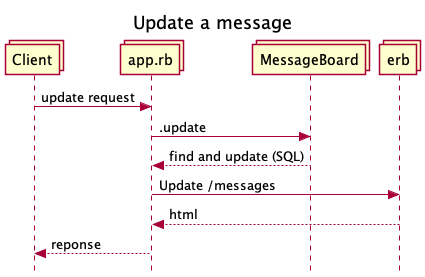 Update a message
Client
app.rb
MessageBoard
erb
update request
.update
find and update (SQL)
Update /messages
html
reponse